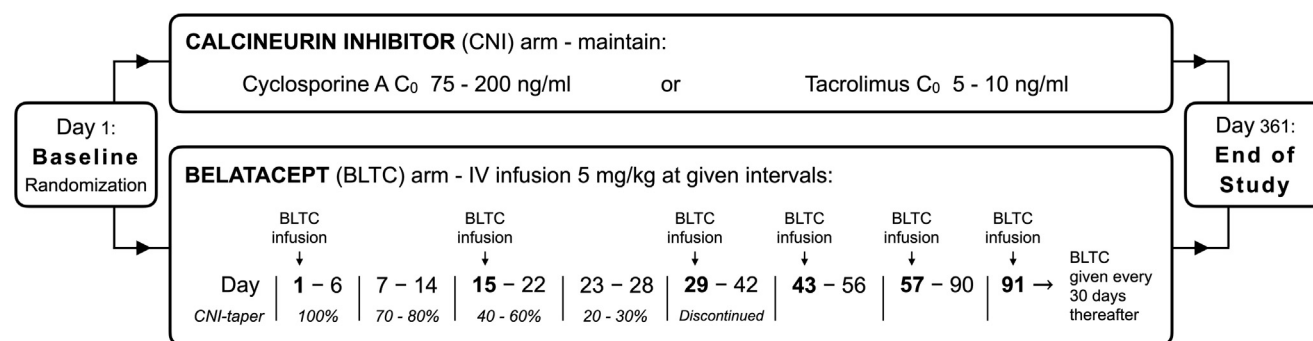 CALCINEURIN INHIBITOR (CNI) arm - maintain:
Cyclosporine A C₀ 75 - 200 ng/ml or Tacrolimus C₀ 5 - 10 ng/ml
Day 1:
Baseline
Randomization
Day 361:
End of
Study
BELATACEPT (BLTC) arm - IV infusion 5 mg/kg at given intervals:
BLTC BLTC BLTC BLTC BLTC BLTC
infusion infusion infusion infusion infusion infusion
Day 1 – 6 7 – 14 15 – 22 23 – 28 29 – 42 43 – 56 57 – 90 91 →
CNI-taper 100% 70 - 80% 40 - 60% 20 - 30% Discontinued
BLTC
given every
30 days
thereafter